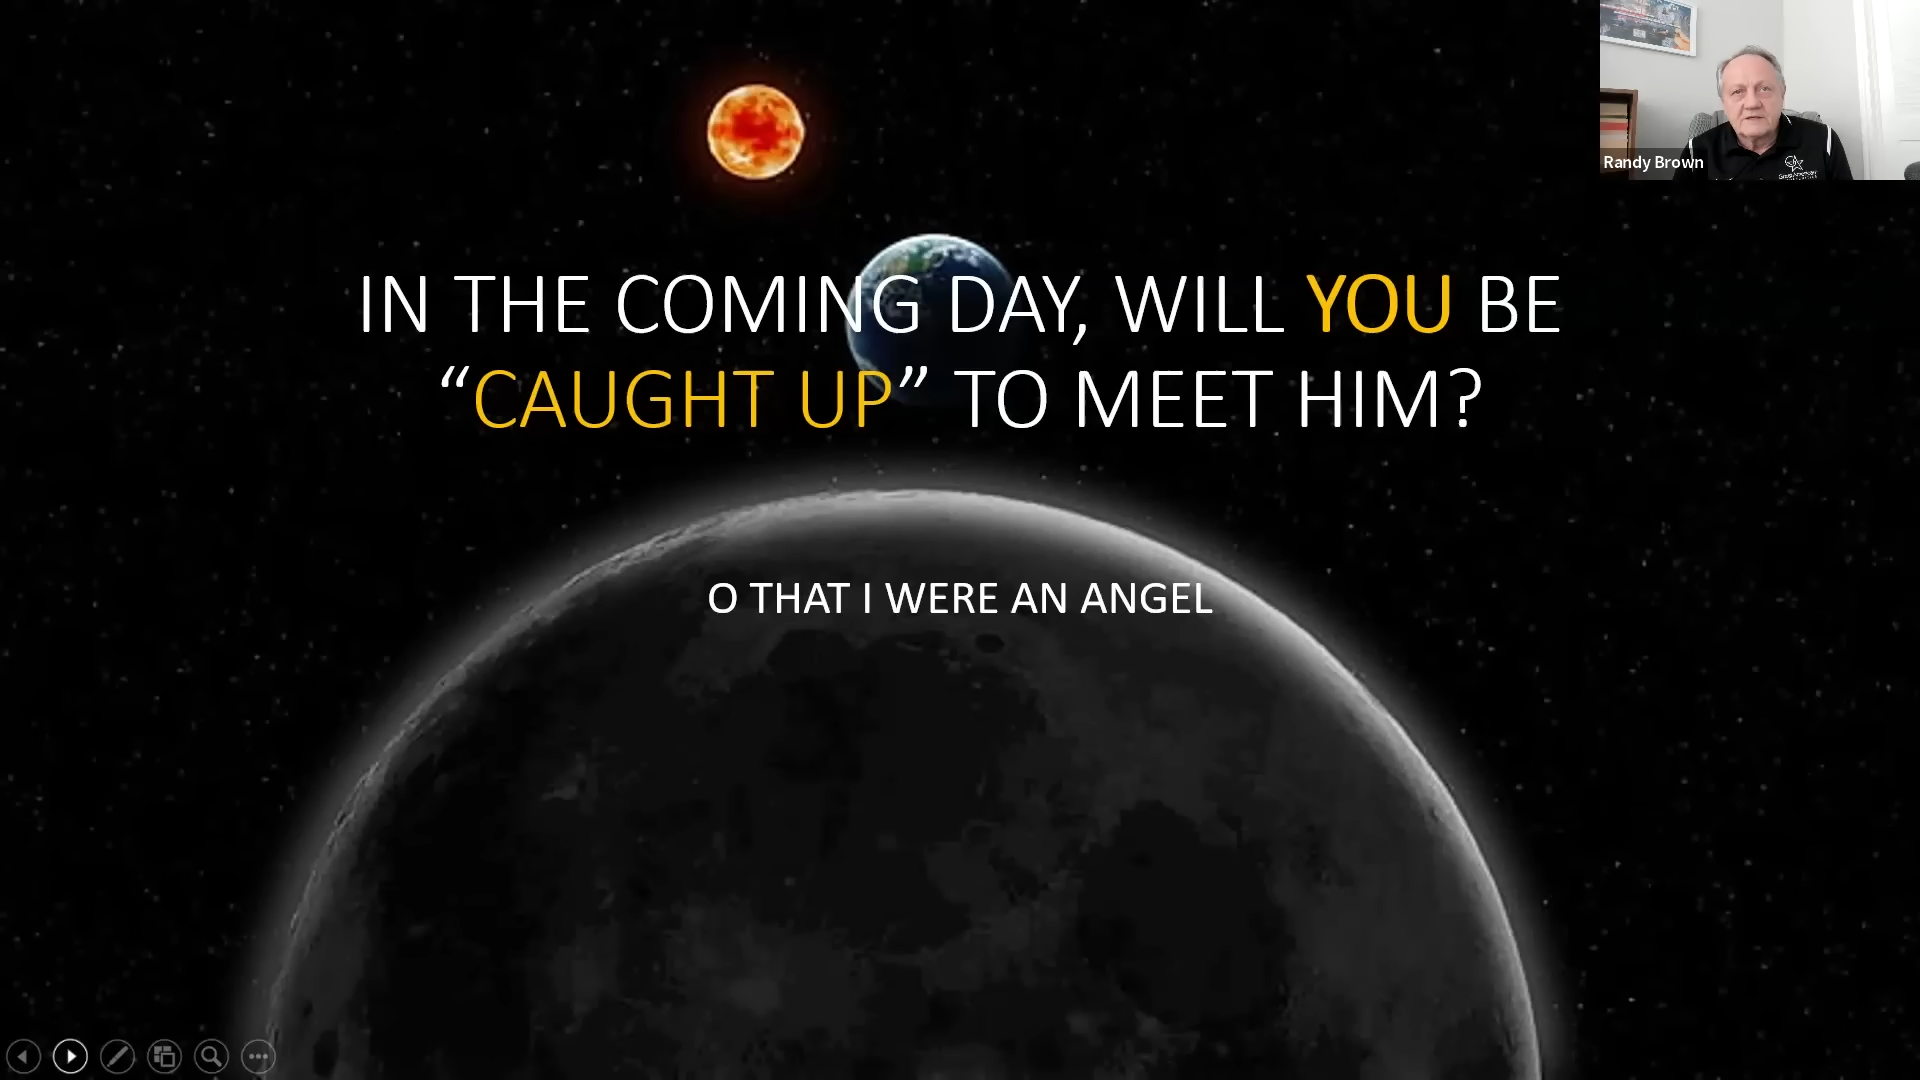 Randy Brown
IN THE COMING DAY, WILL YOU BE
“CAUGHT UP” TO MEET HIM?
O THAT I WERE AN ANGEL